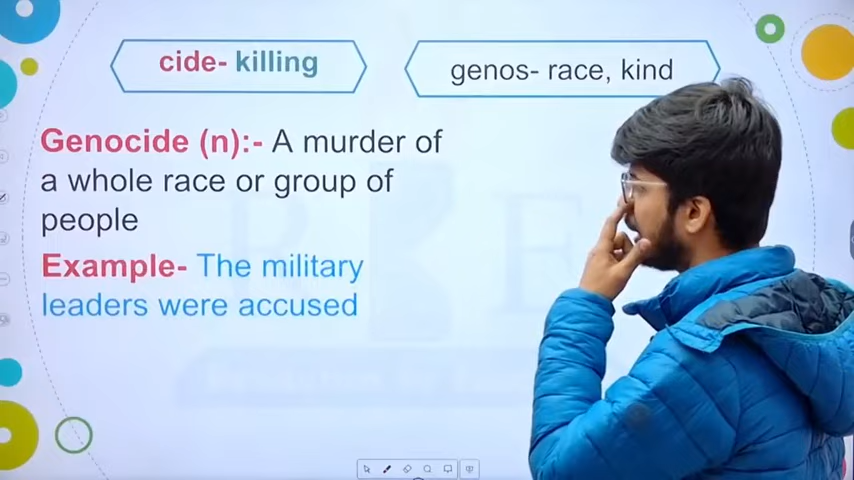 cide- killing
genos- race, kind
Genocide (n):- A murder of
a whole race or group of
people
Example- The military
leaders were accused